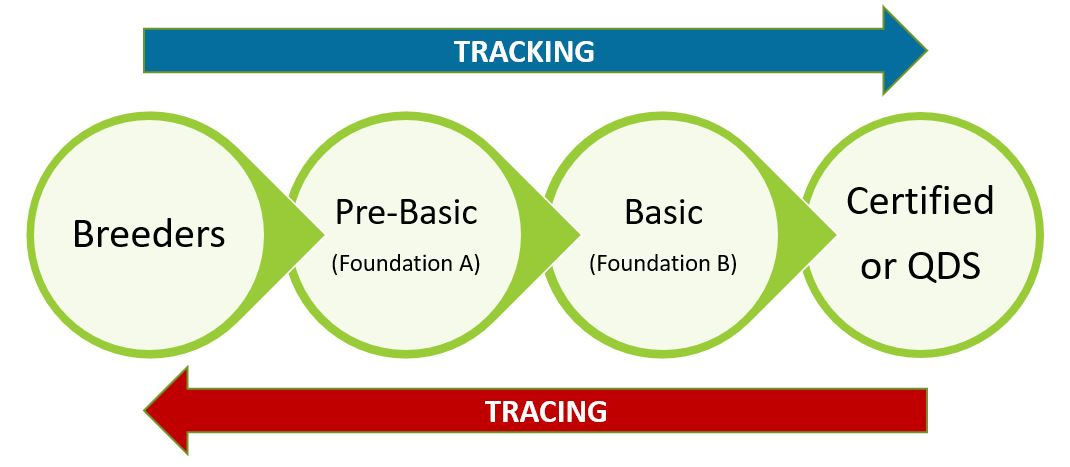 TRACKING
Breeders
Pre-Basic
(Foundation A)
Basic
(Foundation B)
Certified
or QDS
TRACING